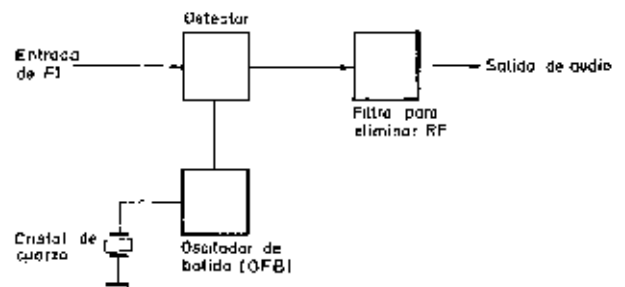 Detector
Entrada
de FI
Salida de audio
Filtro para
eliminar RF
Cristal de
cuarzo
Oscilador de
batido (OFB)